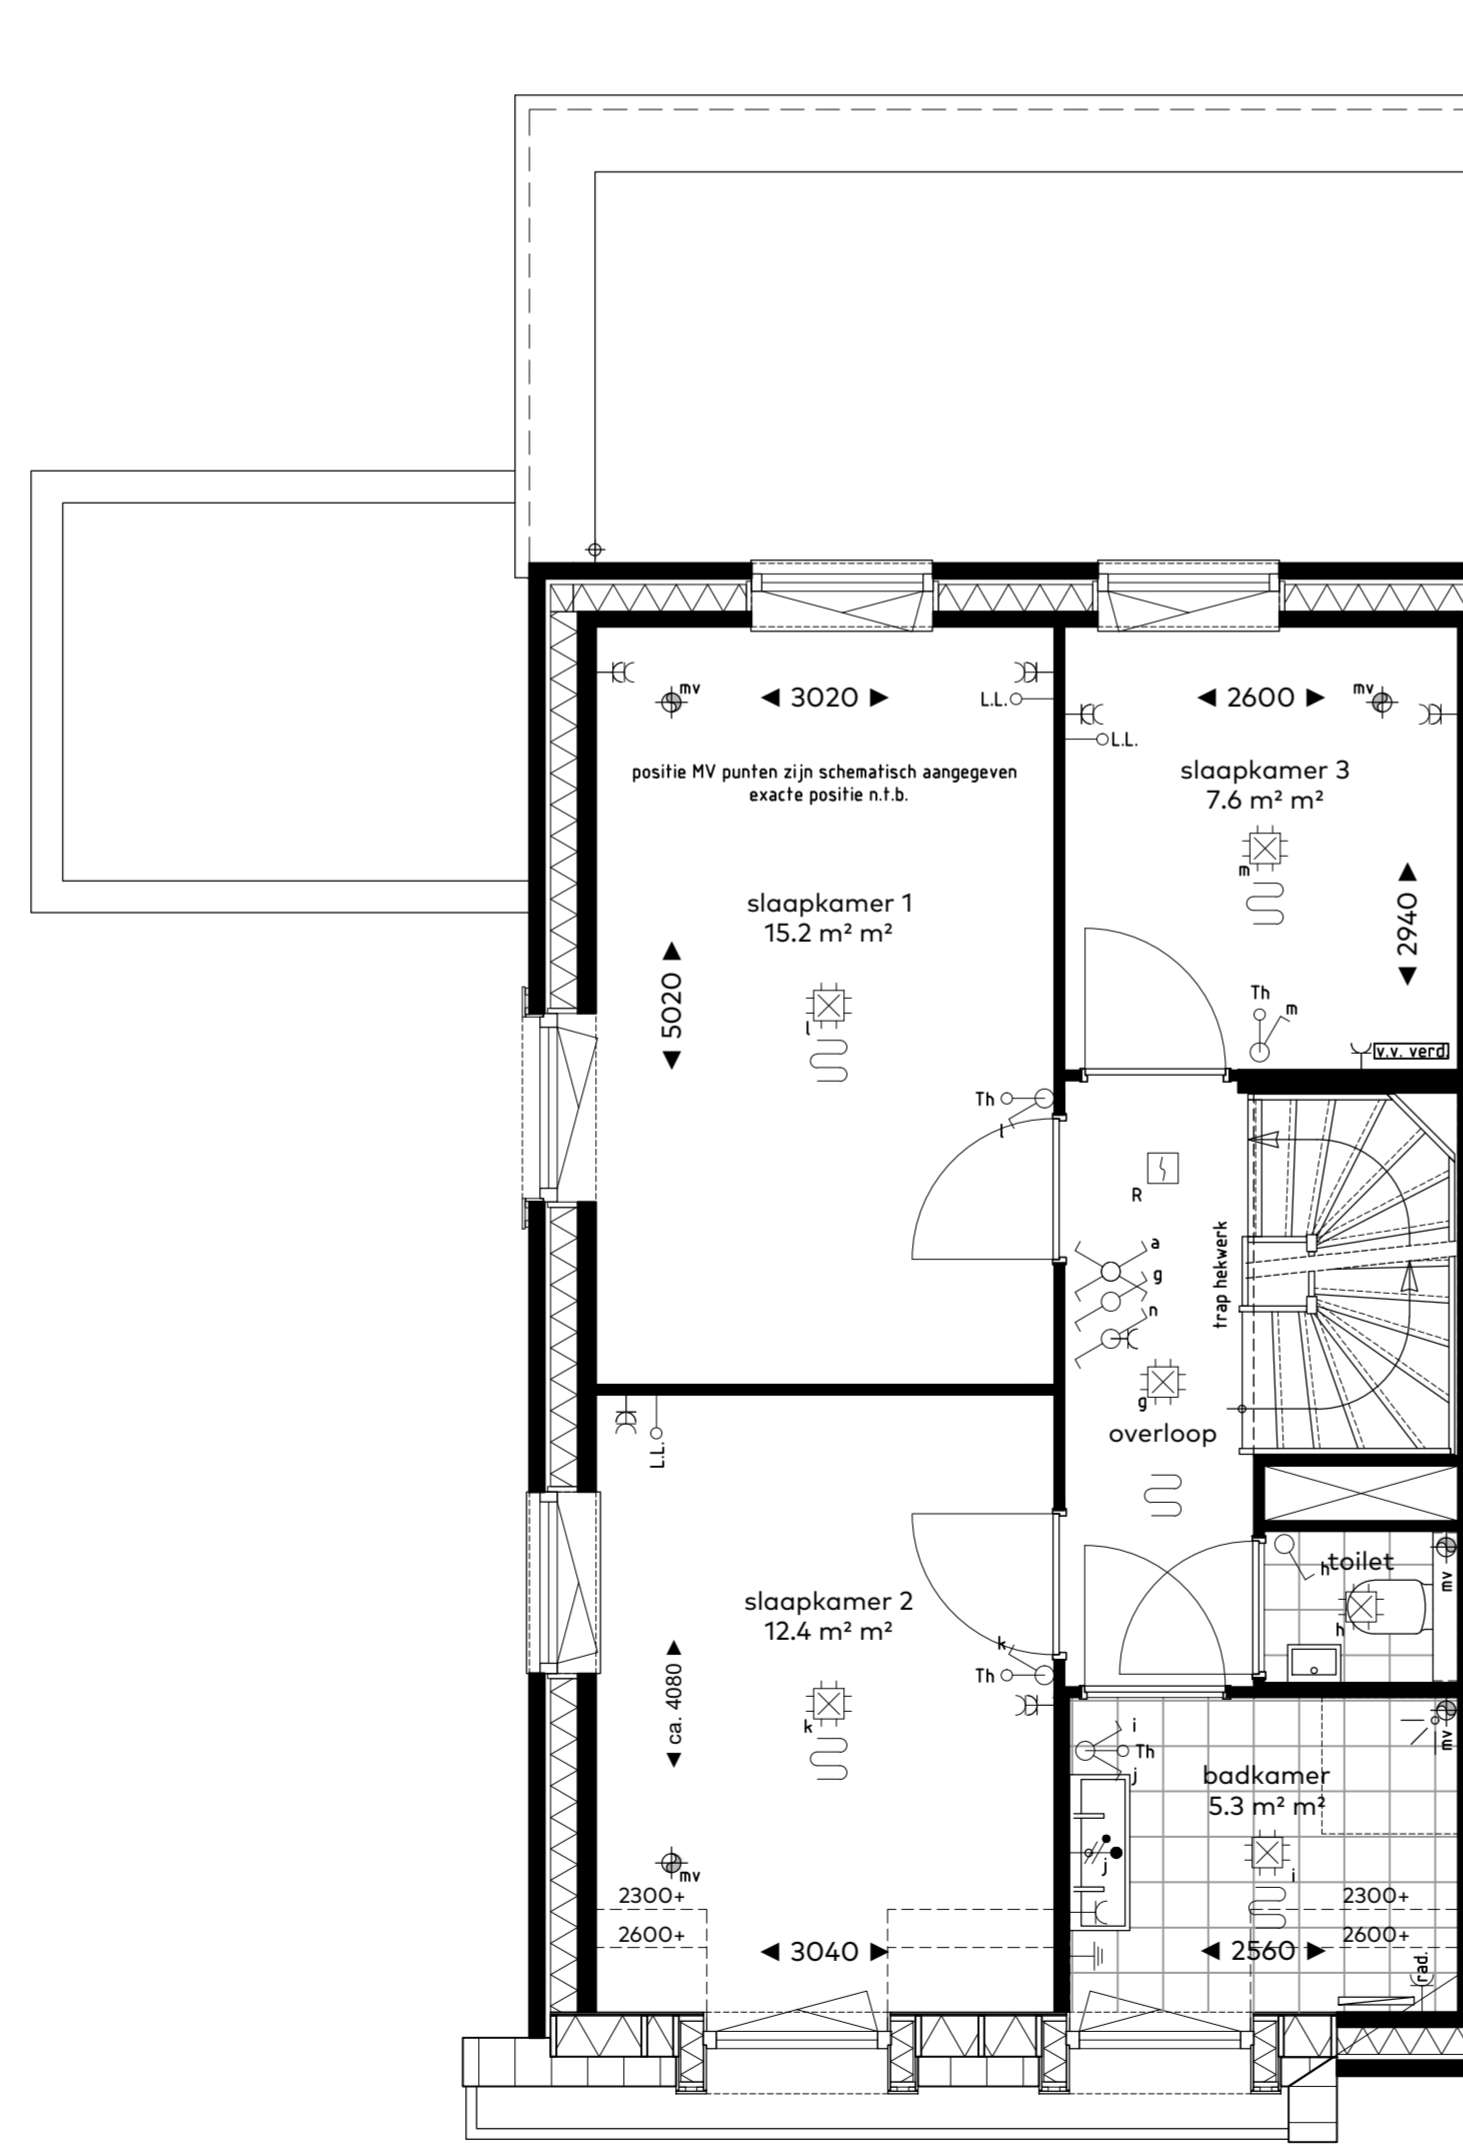 mv
◄ 3020 ►
L.L.
positie MV punten zijn schematisch aangegeven
exacte positie n.t.b.
slaapkamer 1
15.2 m² m²
◄ 5020 ►
l
Th
l
◄ 2600 ►
mv
L.L.
slaapkamer 3
7.6 m² m²
m
◄ 2940 ►
Th
m
v.v. verd.
R
a
g
n
trap hekwerk
g
overloop
L.L.
slaapkamer 2
12.4 m² m²
k
Th
◄ ca. 4080 ►
k
mv
2300+
2600+
◄ 3040 ►
toilet
h
h
mv
mv
i
Th
j
badkamer
5.3 m² m²
j
i
2300+
2600+
◄ 2560 ►
rad.